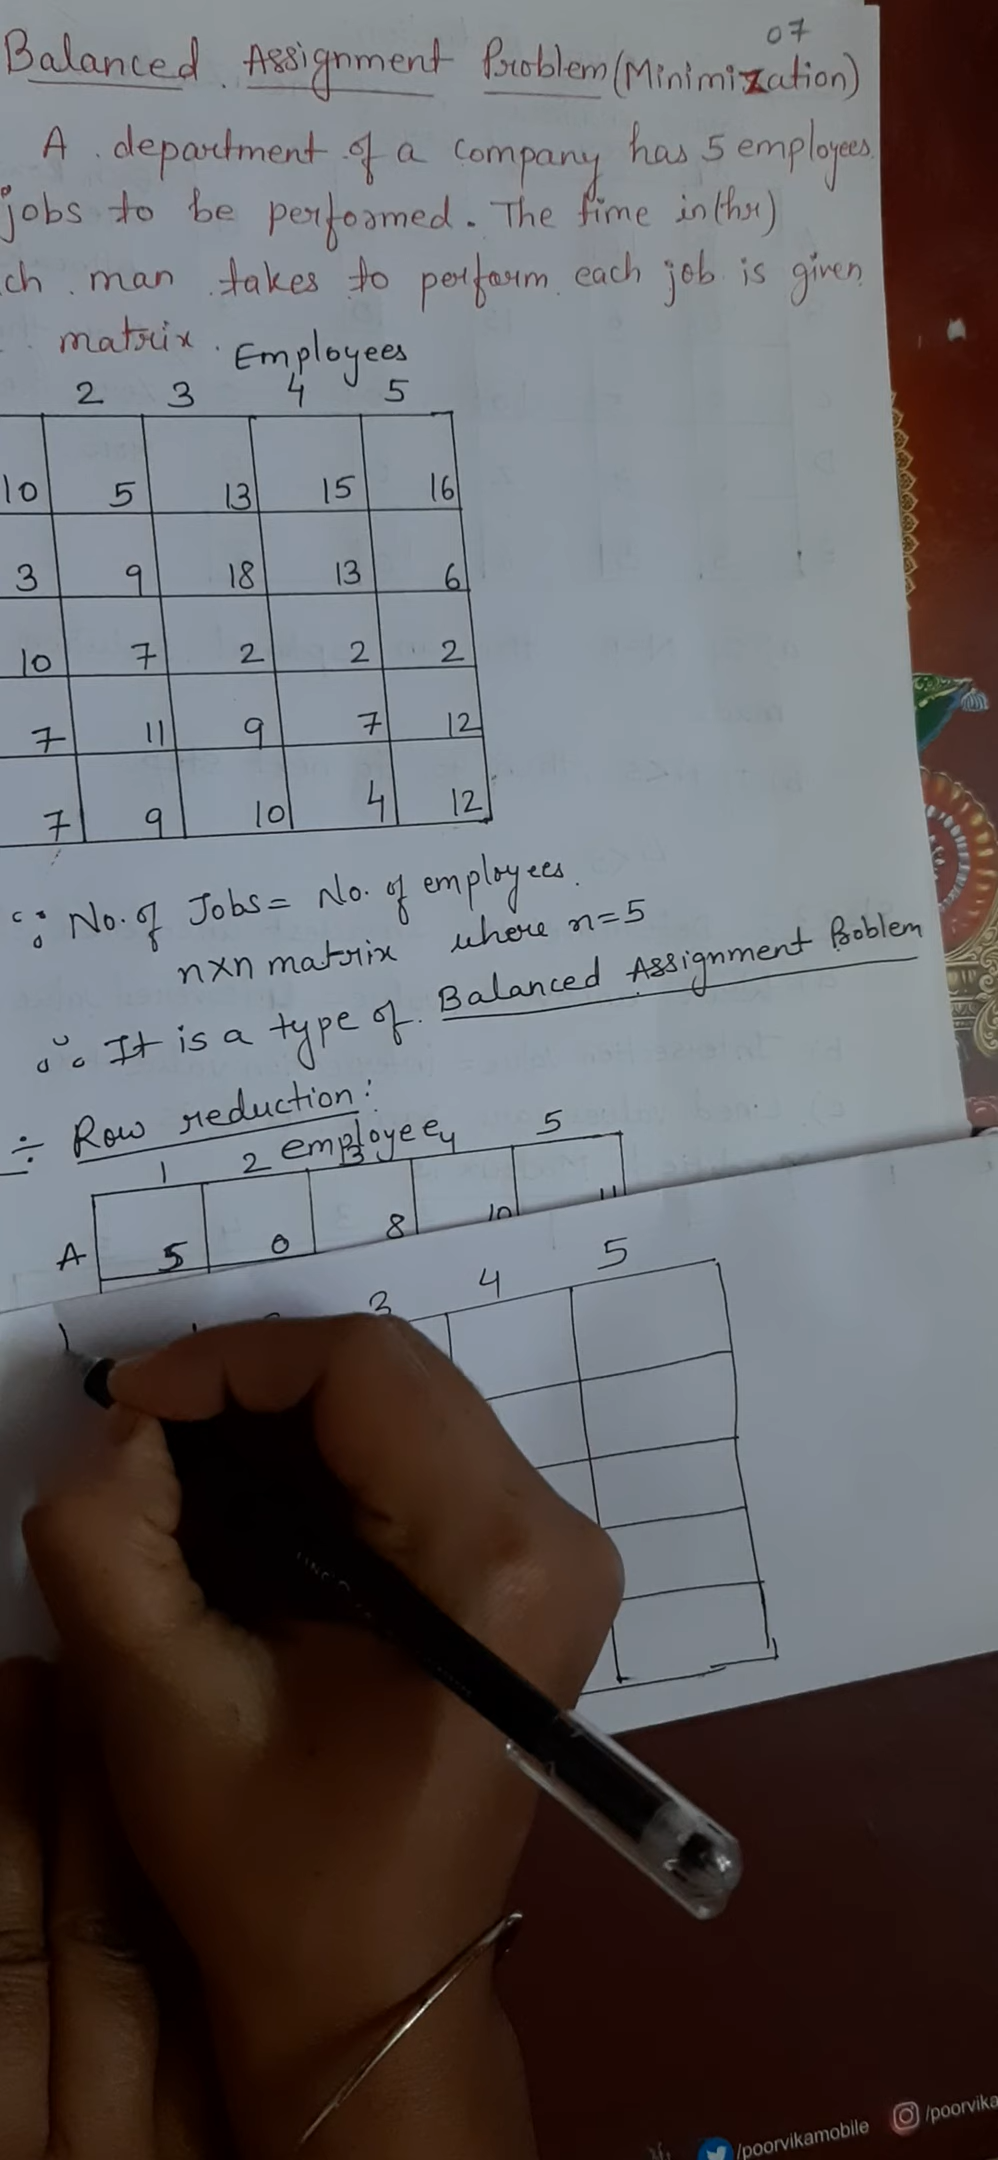 07
Balanced Assignment Problem (Minimization)
A department of a company has 5 employees
jobs to be performed. The time in(hr)
ch man takes to perform each job is given
matrix. Employees
2 3 4 5
10 5 13 15 16
3 9 18 13 6
10 7 2 2 2
7 11 9 7 12
7 9 10 4 12
∵ No. of Jobs = No. of employees.
n×n matrix where n=5
∴ It is a type of Balanced Assignment Problem
÷ Row reduction:
employee
1 2 3 4 5
A 5 0 8 10 11
3 4 5
/poorvikamobile /poorvika